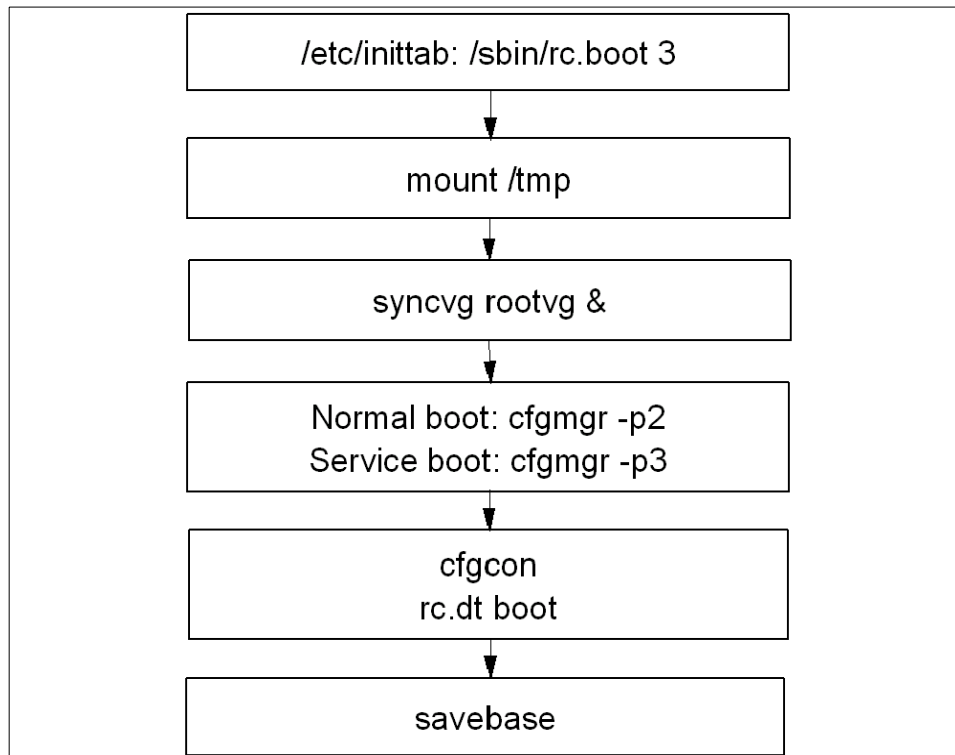 /etc/inittab: /sbin/rc.boot 3
mount /tmp
syncvg rootvg &
Normal boot: cfgmgr -p2
Service boot: cfgmgr -p3
cfgcon
rc.dt boot
savebase